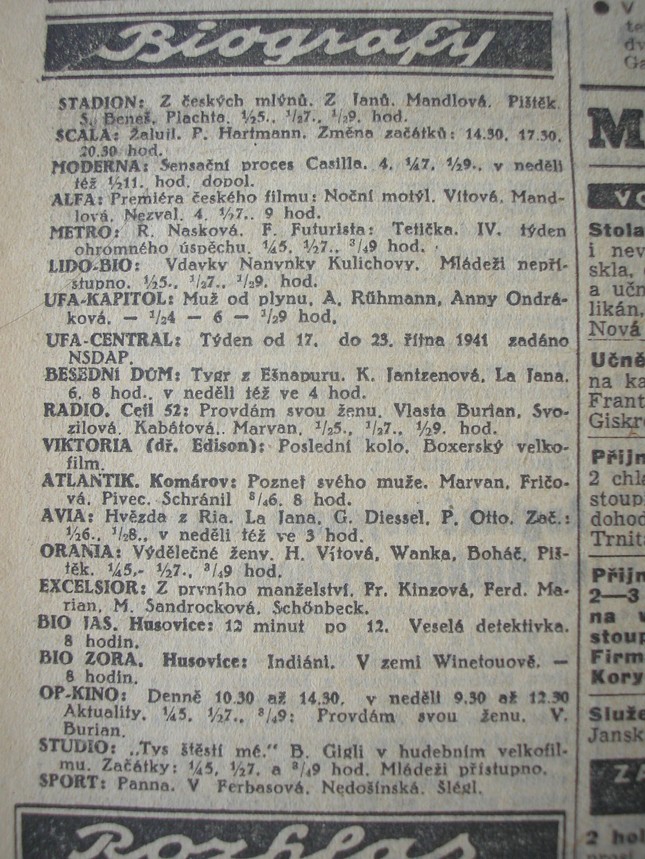 Biografy
STADION: Z českých mlýnů. Z Janů. Mandlová. Pištěk.
S. Beneš, Plachta. ½5., ½7., ½9. hod.
SCALA: Žaluji. P. Hartmann. Změna začátků: 14.30, 17.30,
20.30 hod.
MODERNA: Sensační proces Casilla. 4, ¼7, ½9., v neděli
též ½11. hod. dopol.
ALFA: Premiéra českého filmu: Noční motýl. Vítová, Mand-
lová, Nezval. 4, ½7., 9 hod.
METRO: R. Nasková. F. Futurista: Tetička. IV. týden
ohromného úspěchu. ¼5, ½7., ¾9 hod.
LIDO-BIO: Vdavky Nanynky Kulichovy. Mládeži nepří-
stupno. ½5., ½7., ½9. hod.
UFA-KAPITOL: Muž od plynu. A. Rühmann, Anny Ondrá-
ková. — ¾4 — 6 — ½9 hod.
UFA-CENTRAL: Týden od 17. do 23. října 1941 zadáno
NSDAP.
BESEDNÍ DŮM: Tygr z Ešnapuru. K. Jantzenová, La Jana.
6, 8 hod., v neděli též ve 4 hod.
RADIO. Cejl 52: Provdám svou ženu. Vlasta Burian, Svo-
zilová, Kabátová. Marvan. ½5., ½7., ½9. hod.
VIKTORIA (dř. Edison): Poslední kolo. Boxerský velko-
film.
ATLANTIK. Komárov: Poznej svého muže. Marvan, Fričo-
vá, Pivec. Schránil ¾6, 8 hod.
AVIA: Hvězda z Ria. La Jana, G. Diessel, P. Otto. Zač.:
½6., ½8., v neděli též ve 3 hod.
ORANIA: Výdělečné ženy. H. Vítová, Wanka, Boháč, Piš-
těk. ¼5,- ½7., ¾9 hod.
EXCELSIOR: Z prvního manželství. Fr. Kinzová, Ferd. Ma-
rian, M. Sandrocková, Schönbeck.
BIO JAS. Husovice: 12 minut po 12. Veselá detektivka.
8 hodin.
BIO ZORA. Husovice: Indiáni. V zemi Winetouově. —
8 hodin.
OP-KINO: Denně 10.30 až 14.30, v neděli 9.30 až 12.30
Aktuality. ¼5, ½7., ¾9: Provdám svou ženu. V.
Burian.
STUDIO: „Tys štěstí mé.“ B. Gigli v hudebním velkofil-
mu. Začátky: ¼5, ½7. a ¾9 hod. Mládeži přístupno.
SPORT: Panna. V Ferbasová, Nedošínská, Šlégl.
Rozhlas
V
te
dv
Ga
M
VO
Stola
i nev
skla,
a učn
likán,
Nová
Učně
na ka
Frant
Giskr
Přijm
2 chla
stoup
dohod
Trnit
Přijm
2—3
na v
stoup
Firm
Kory
Služe
Jansk
ZA
2 hol